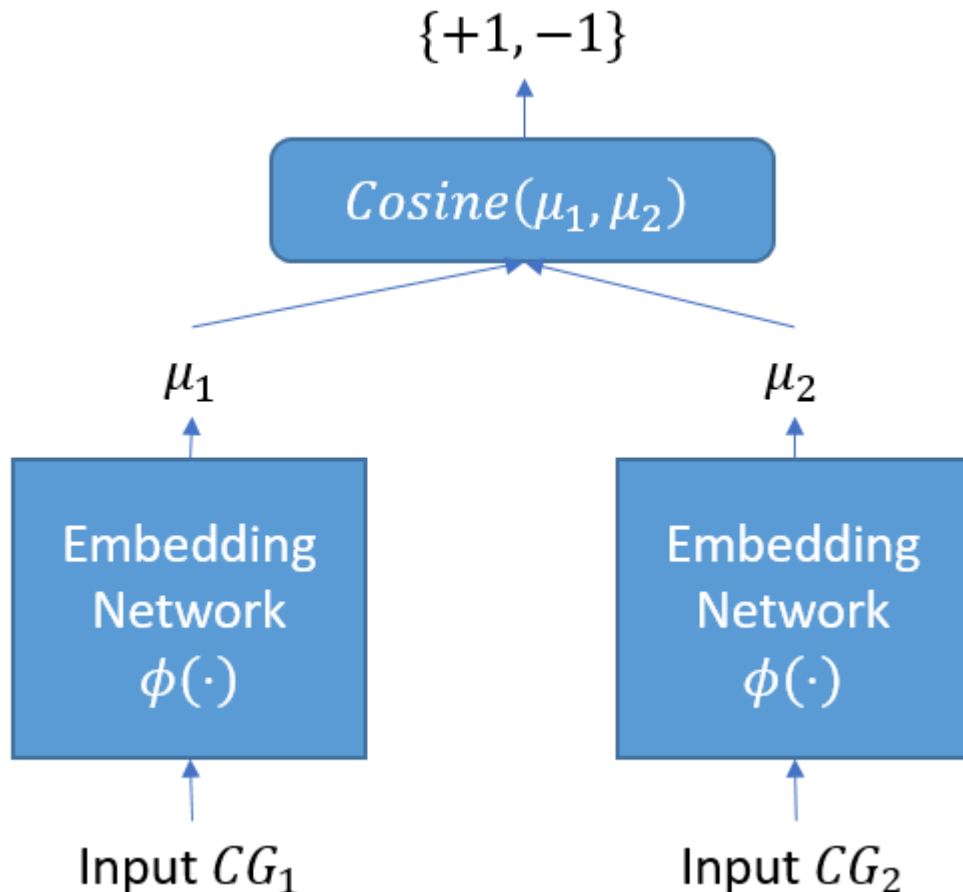 {+1, −1}
Cosine(μ₁, μ₂)
μ₁
μ₂
Embedding
Network
ϕ(·)
Embedding
Network
ϕ(·)
Input CG₁
Input CG₂